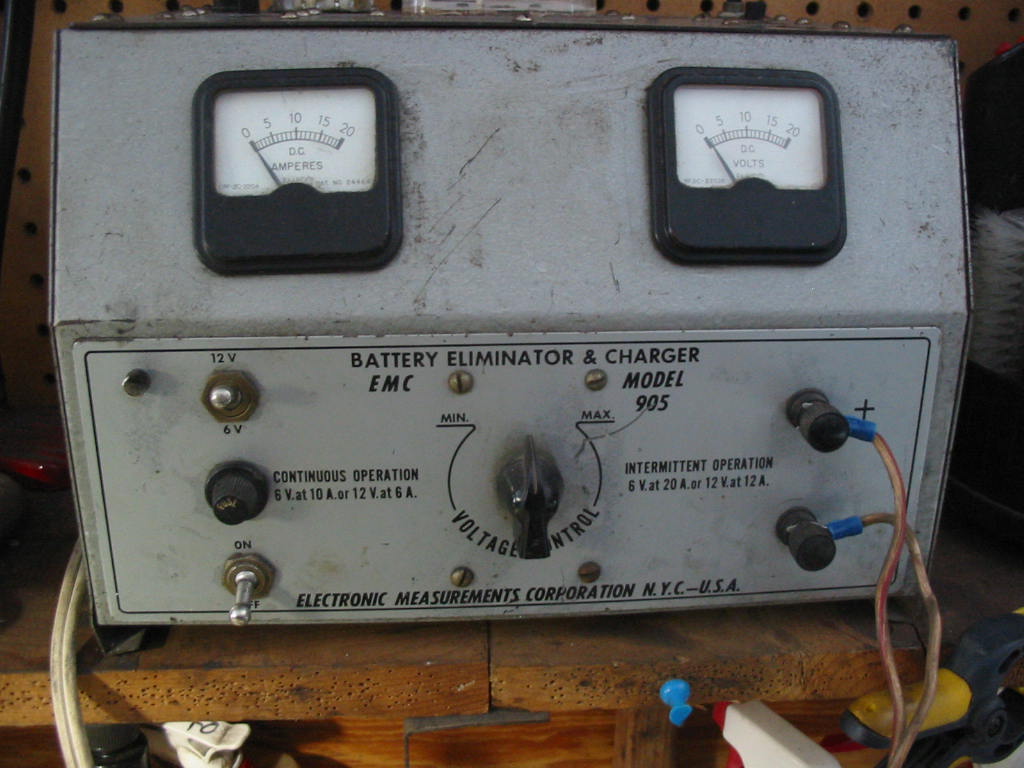 0 5 10 15 20
D.C.
AMPERES
0 5 10 15 20
D.C.
VOLTS
BATTERY ELIMINATOR & CHARGER
EMC
MODEL
905
12 V
6 V
MIN.
MAX.
+
CONTINUOUS OPERATION
6 V. at 10 A. or 12 V. at 6 A.
INTERMITTENT OPERATION
6 V. at 20 A. or 12 V. at 12 A.
VOLTAGE CONTROL
ON
ELECTRONIC MEASUREMENTS CORPORATION N.Y.C.—U.S.A.